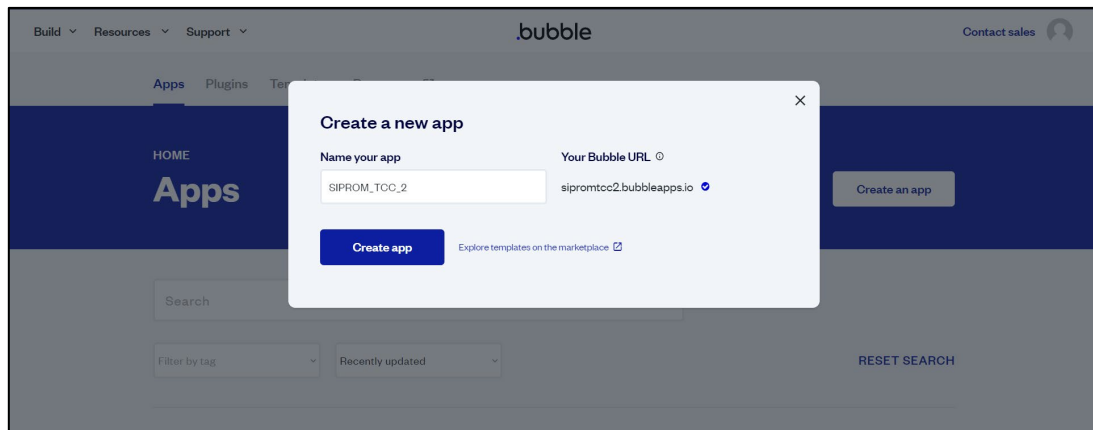 Build Resources Support .bubble Contact sales
Apps Plugins
Create a new app
HOME
Name your app Your Bubble URL
Apps
SIPROM_TCC_2 sipromtcc2.bubbleapps.io
Create an app
Create app Explore templates on the marketplace
Search
Filter by tag Recently updated RESET SEARCH